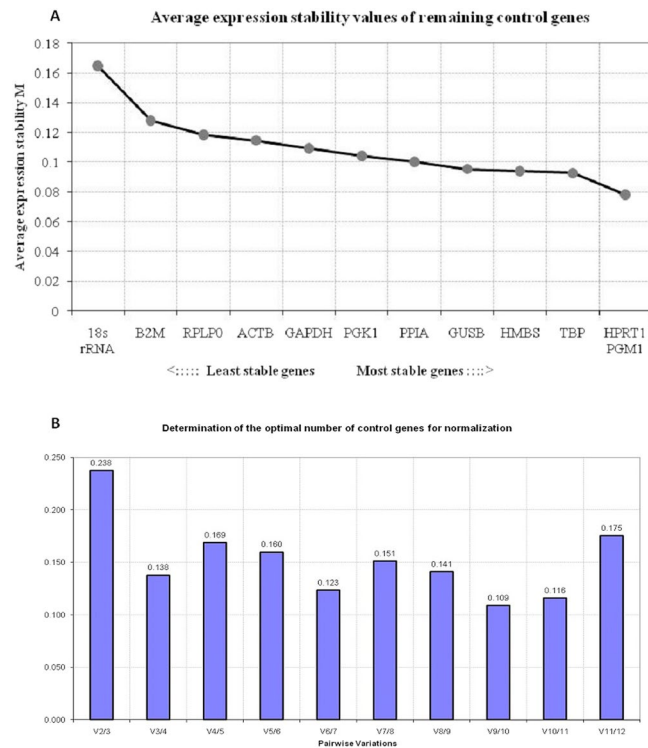 A
Average expression stability values of remaining control genes
Average expression stability M
0.18
0.16
0.14
0.12
0.1
0.08
0.06
0.04
0.02
0
18s rRNA
B2M
RPLP0
ACTB
GAPDH
PGK1
PPIA
GUSB
HMBS
TBP
HPRT1 PGM1
<::::: Least stable genes
Most stable genes ::::>
B
Determination of the optimal number of control genes for normalization
0.250
0.200
0.150
0.100
0.050
0.000
0.238
0.138
0.169
0.160
0.123
0.151
0.141
0.109
0.116
0.175
V2/3
V3/4
V4/5
V5/6
V6/7
V7/8
V8/9
V9/10
V10/11
V11/12
Pairwise Variations